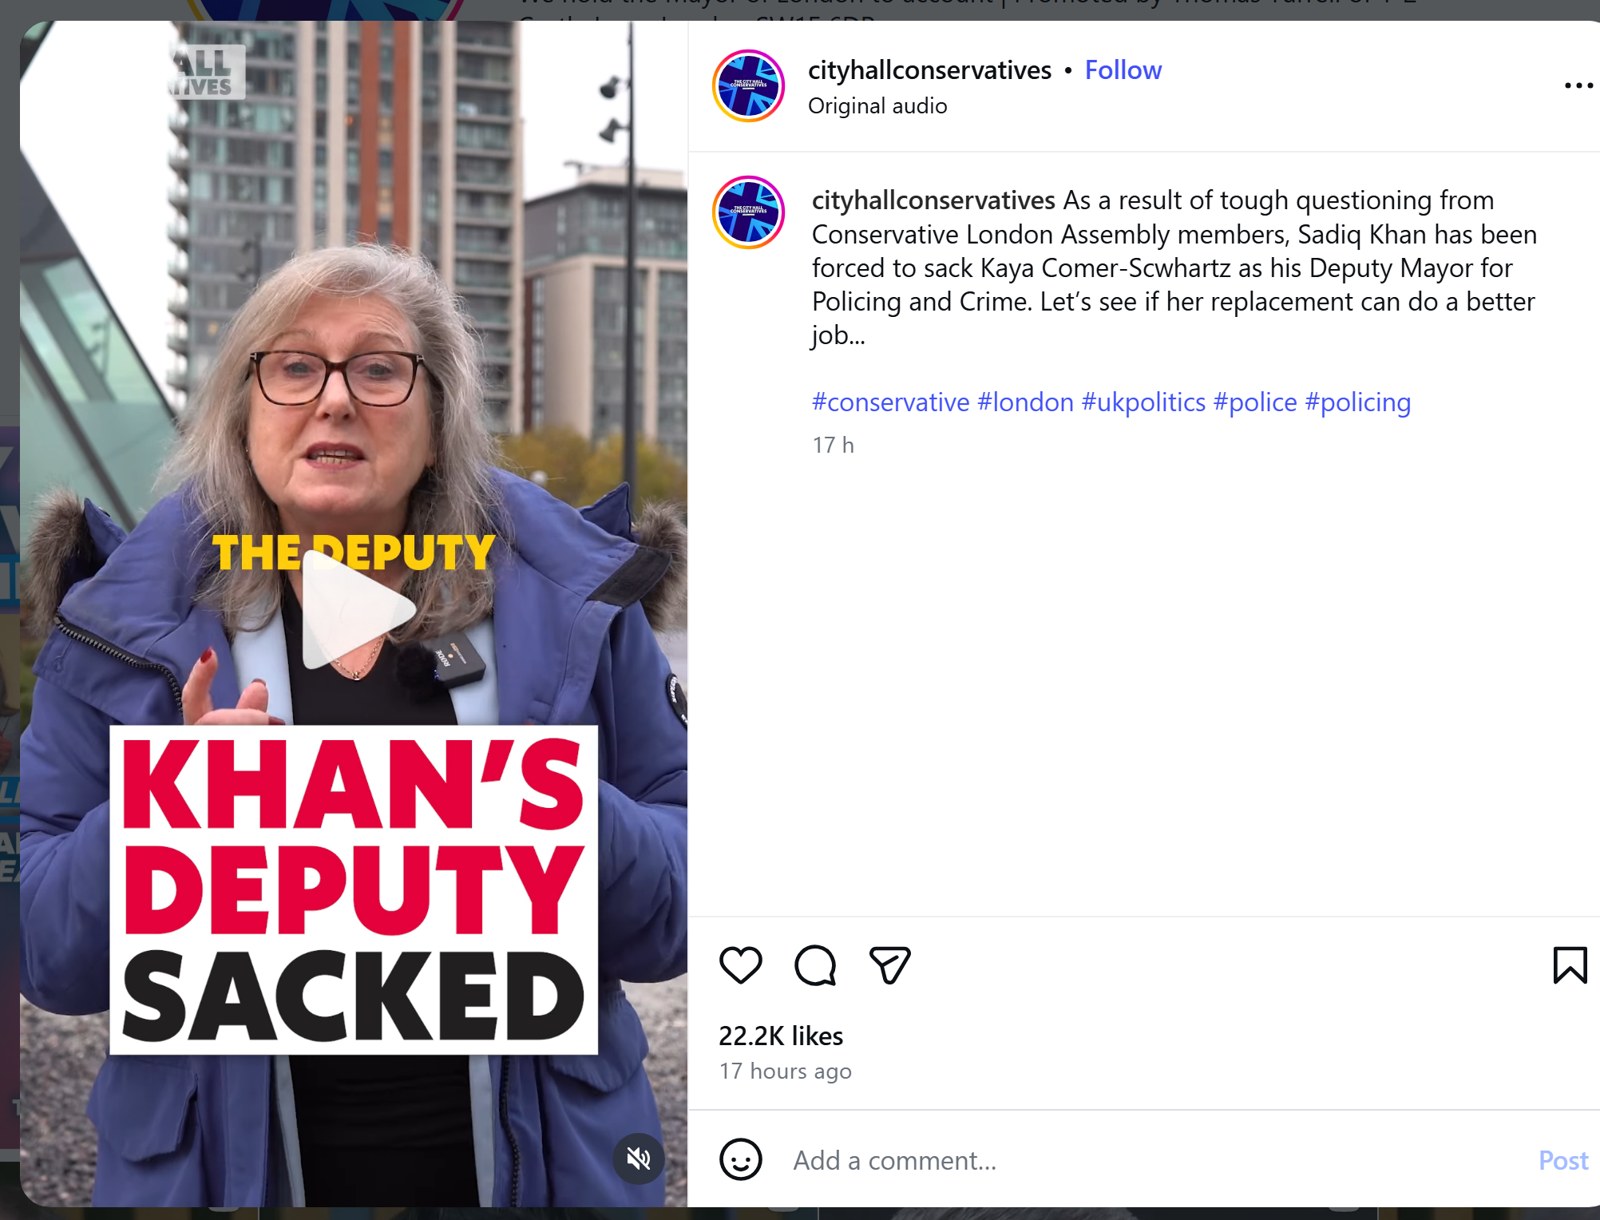 ALL
TIVES
THE DEPUTY
RODE
KHAN'S
DEPUTY
SACKED
cityhallconservatives • Follow
Original audio
cityhallconservatives As a result of tough questioning from
Conservative London Assembly members, Sadiq Khan has been
forced to sack Kaya Comer-Scwhartz as his Deputy Mayor for
Policing and Crime. Let’s see if her replacement can do a better
job...
#conservative #london #ukpolitics #police #policing
17 h
22.2K likes
17 hours ago
Add a comment...
Post